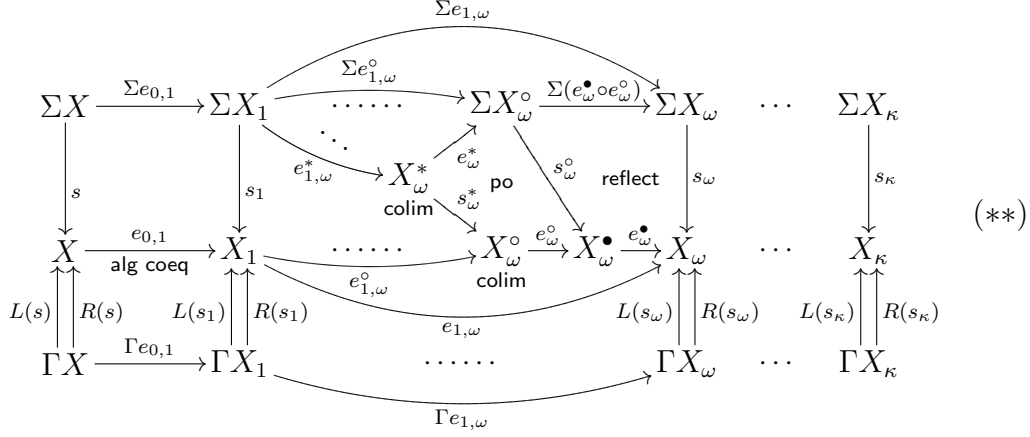 Σe_{1,ω}
Σe_{0,1} Σe°_{1,ω} Σ(e^•_ω∘e°_ω)
ΣX ΣX_1 ⋯⋯ ΣX°_ω ΣX_ω ⋯ ΣX_κ
⋱
e*_{1,ω} e*_ω
s s_1 X*_ω po s°_ω reflect s_ω s_κ (∗∗)
colim s*_ω
e_{0,1} e°_ω e^•_ω
X X_1 ⋯⋯ X°_ω X^•_ω X_ω ⋯ X_κ
alg coeq e°_{1,ω} colim
L(s) R(s) L(s_1) R(s_1) e_{1,ω} L(s_ω) R(s_ω) L(s_κ) R(s_κ)
Γe_{0,1}
ΓX ΓX_1 ⋯⋯ ΓX_ω ⋯ ΓX_κ
Γe_{1,ω}